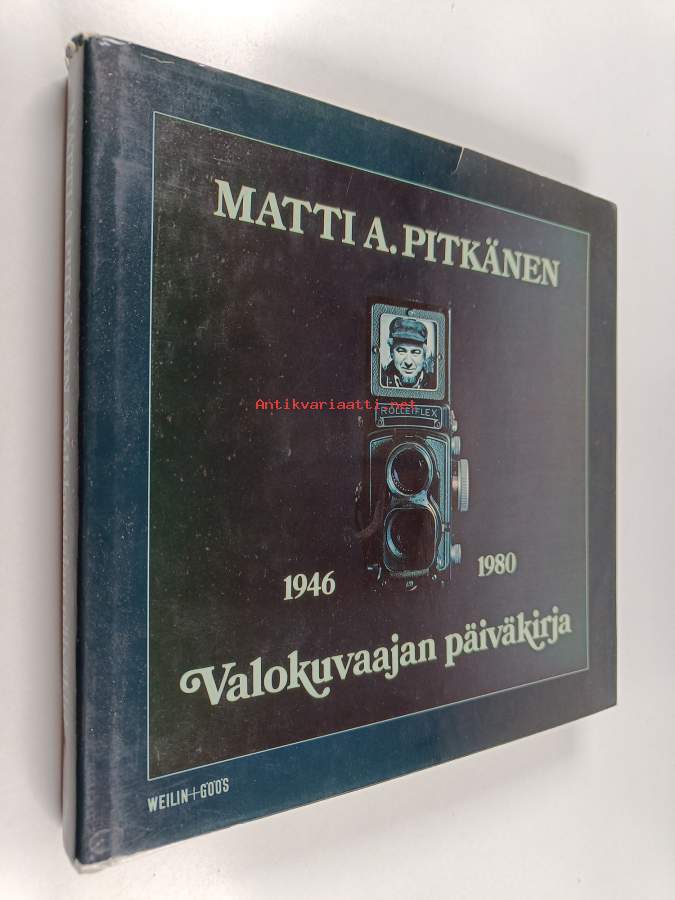 MATTI A. PITKÄNEN
Antikvariaatti.net
ROLLEIFLEX
1946
1980
Valokuvaajan päiväkirja
WEILIN+GÖÖS